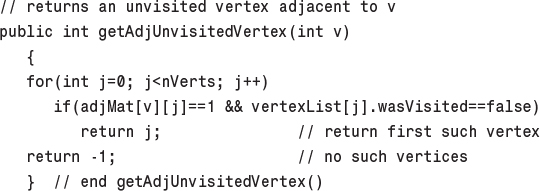 // returns an unvisited vertex adjacent to v
public int getAdjUnvisitedVertex(int v)
{
for(int j=0; j<nVerts; j++)
if(adjMat[v][j]==1 && vertexList[j].wasVisited==false)
return j; // return first such vertex
return -1; // no such vertices
} // end getAdjUnvisitedVertex()